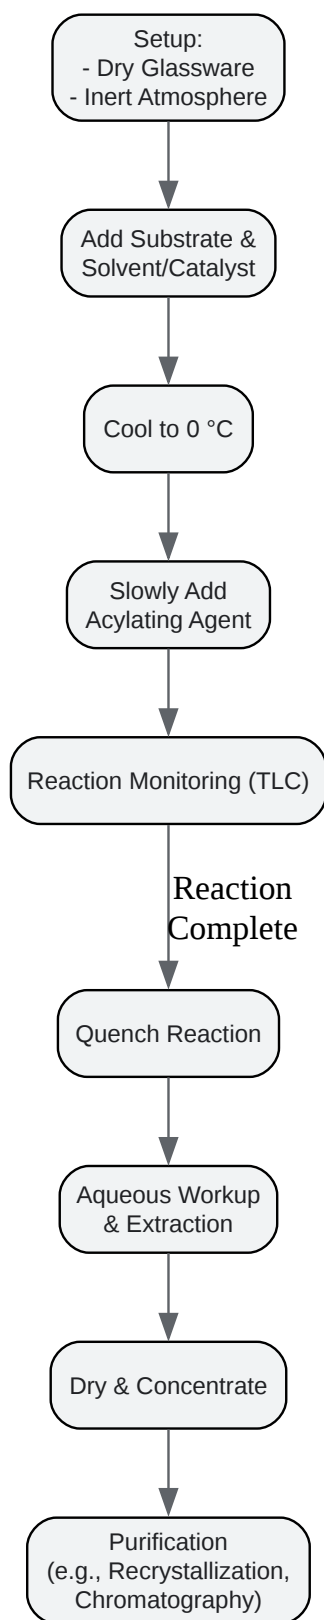 Setup:
- Dry Glassware
- Inert Atmosphere
Add Substrate &
Solvent/Catalyst
Cool to 0 °C
Slowly Add
Acylating Agent
Reaction Monitoring (TLC)
Reaction
Complete
Quench Reaction
Aqueous Workup
& Extraction
Dry & Concentrate
Purification
(e.g., Recrystallization,
Chromatography)